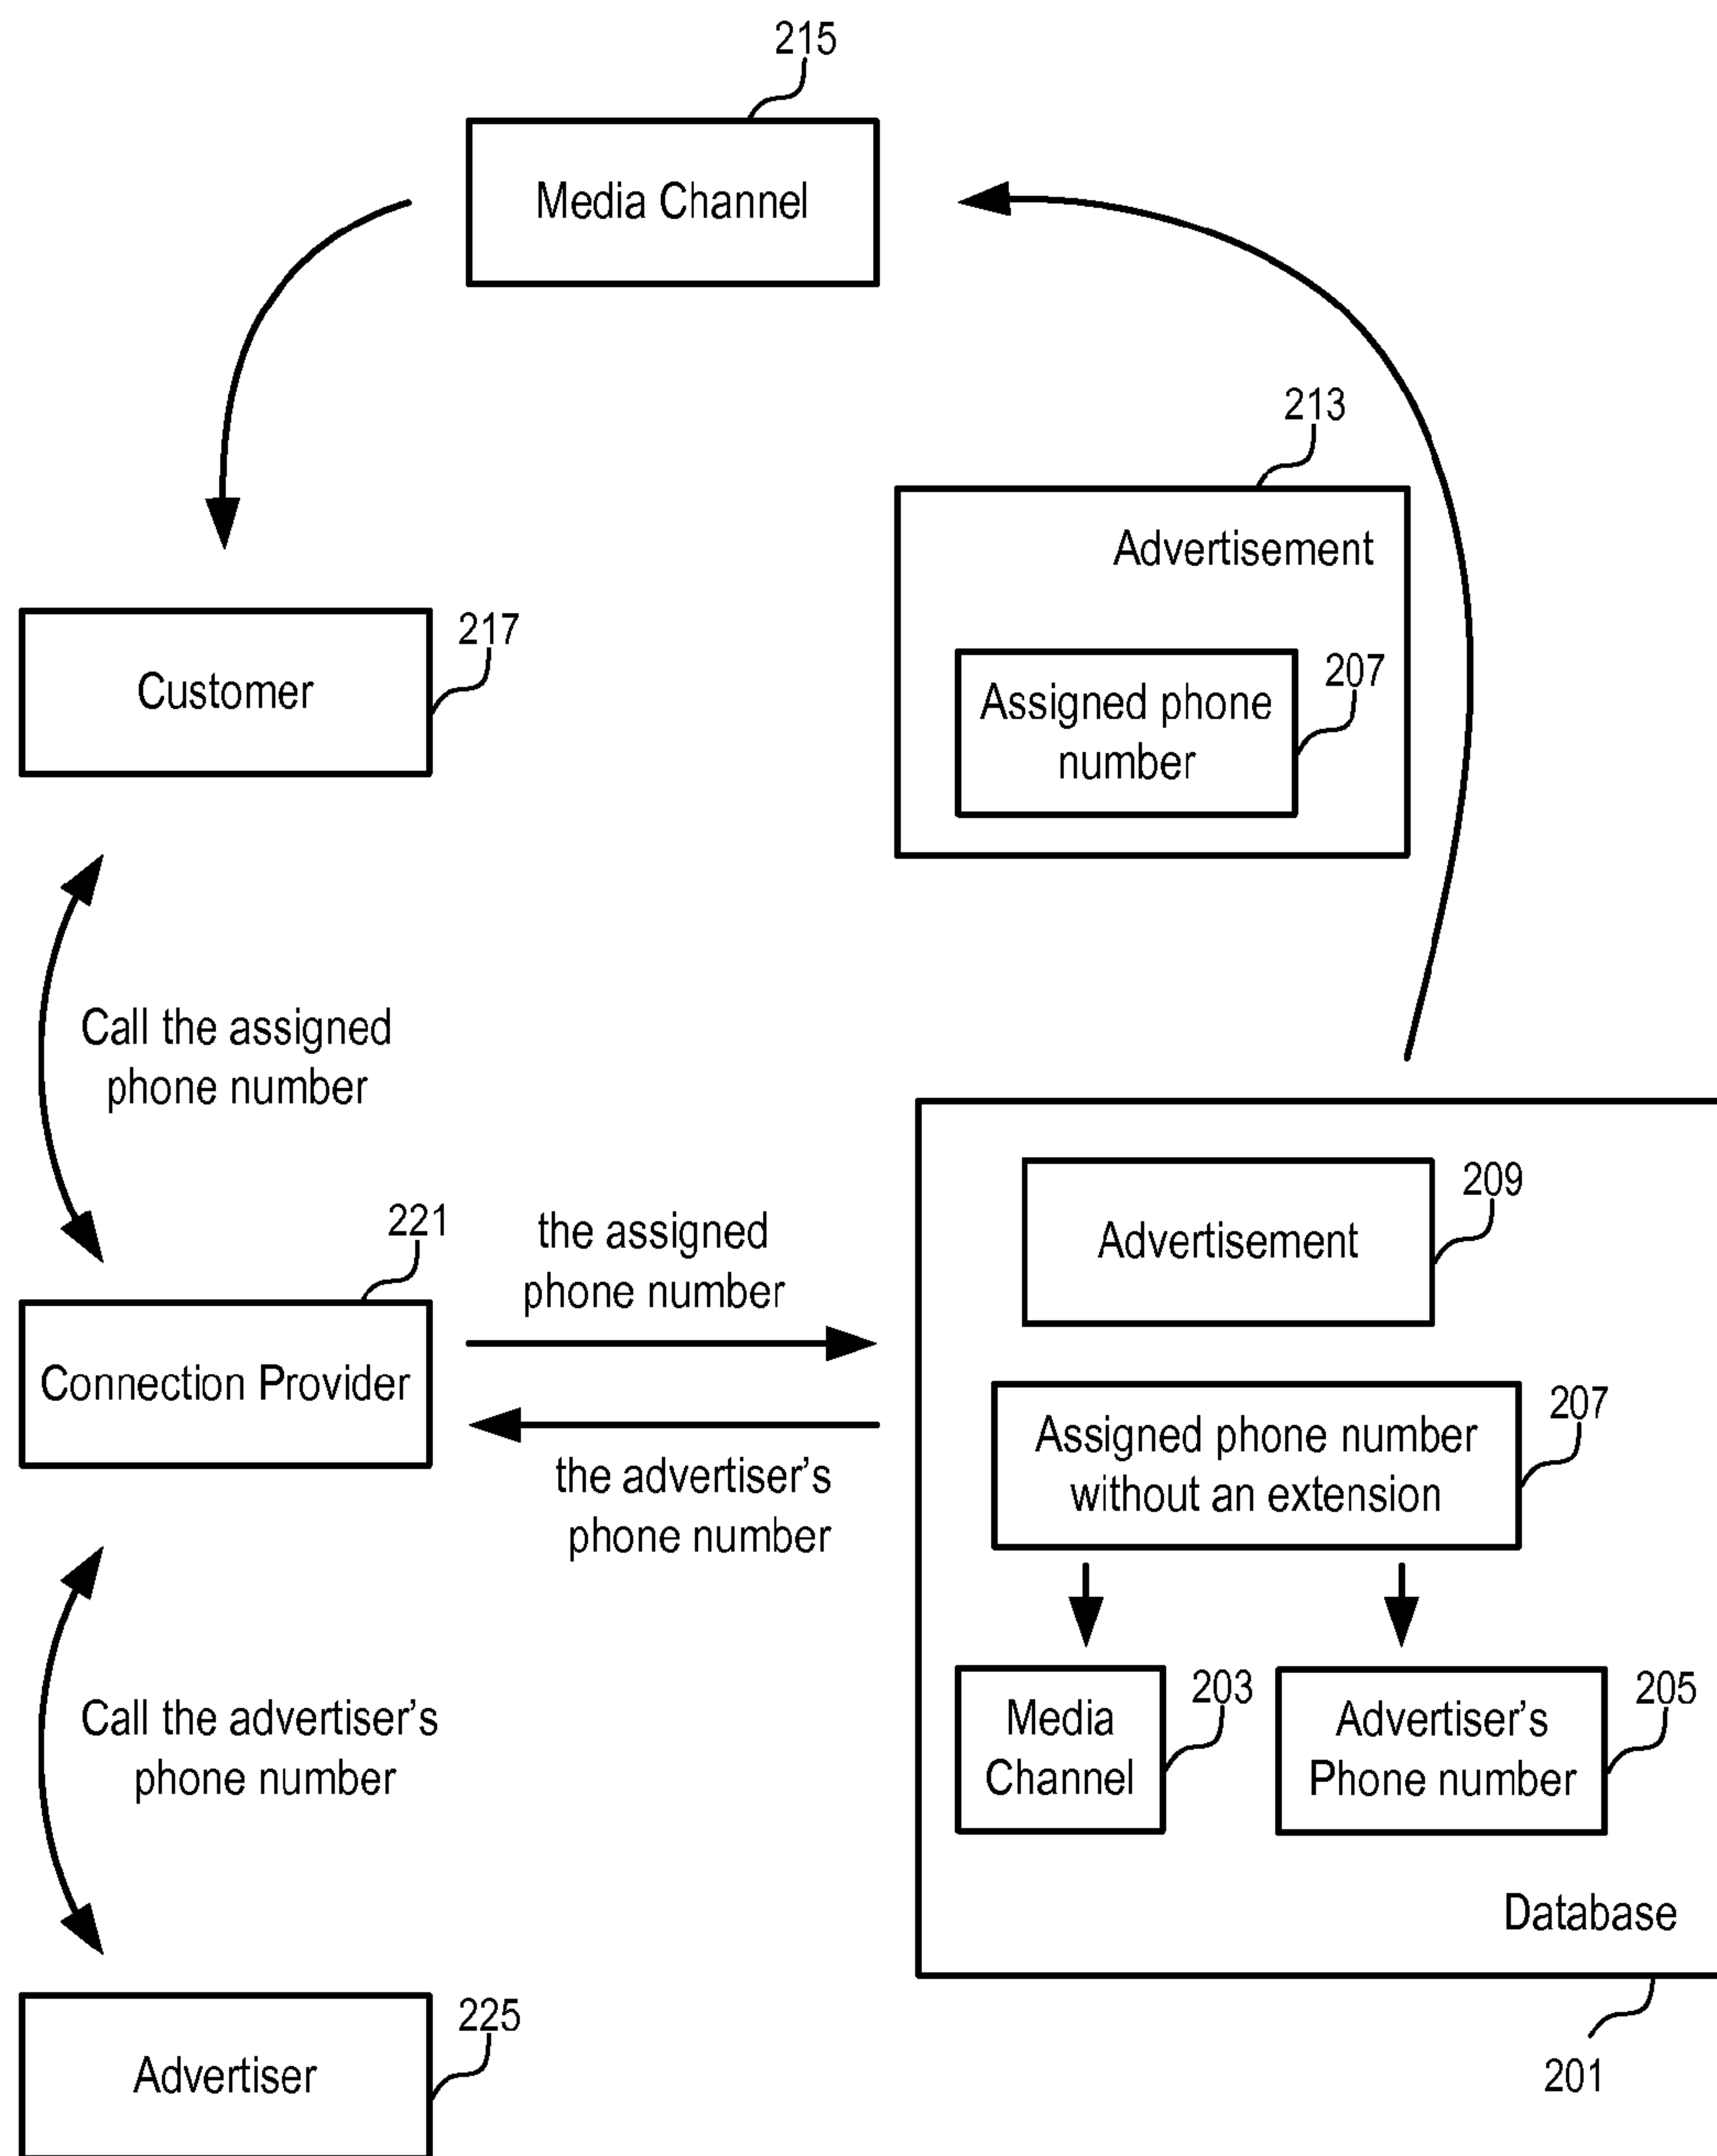 215
Media Channel
213
Advertisement
217
Customer
207
Assigned phone
number
Call the assigned
phone number
221
the assigned
phone number
209
Advertisement
Connection Provider
207
Assigned phone number
without an extension
the advertiser's
phone number
203
Media
Channel
205
Advertiser's
Phone number
Call the advertiser's
phone number
Database
225
Advertiser
201